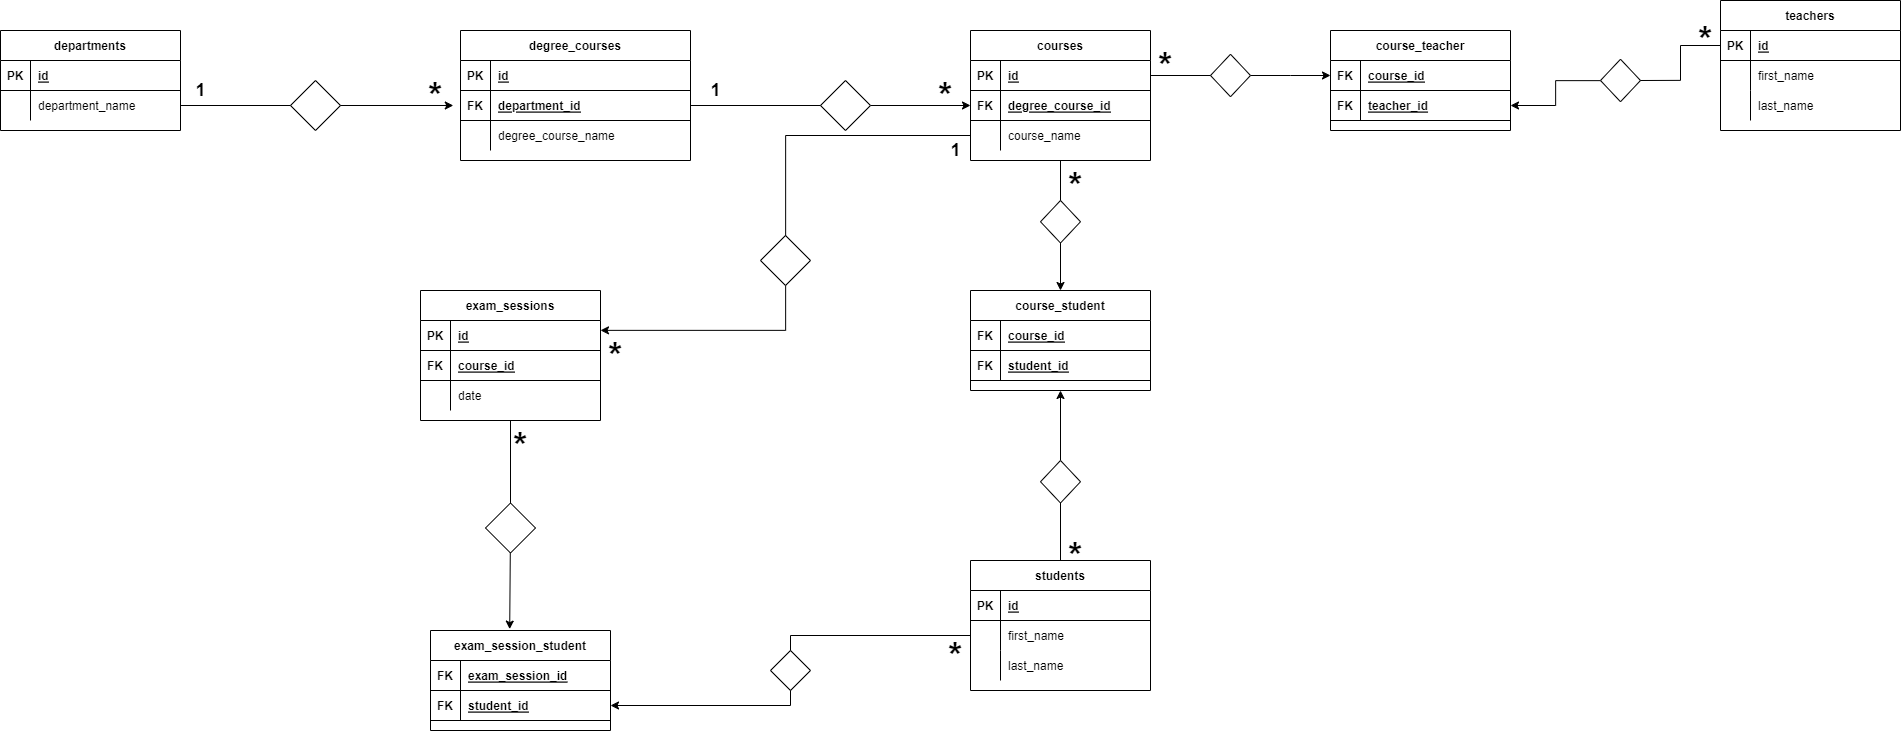 departments
PK id
department_name
1
*
degree_courses
PK id
FK department_id
degree_course_name
1
*
courses
PK id
FK degree_course_id
course_name
1
*
*
course_teacher
FK course_id
FK teacher_id
*
teachers
PK id
first_name
last_name
exam_sessions
PK id
FK course_id
date
*
*
course_student
FK course_id
FK student_id
*
students
PK id
first_name
last_name
*
exam_session_student
FK exam_session_id
FK student_id